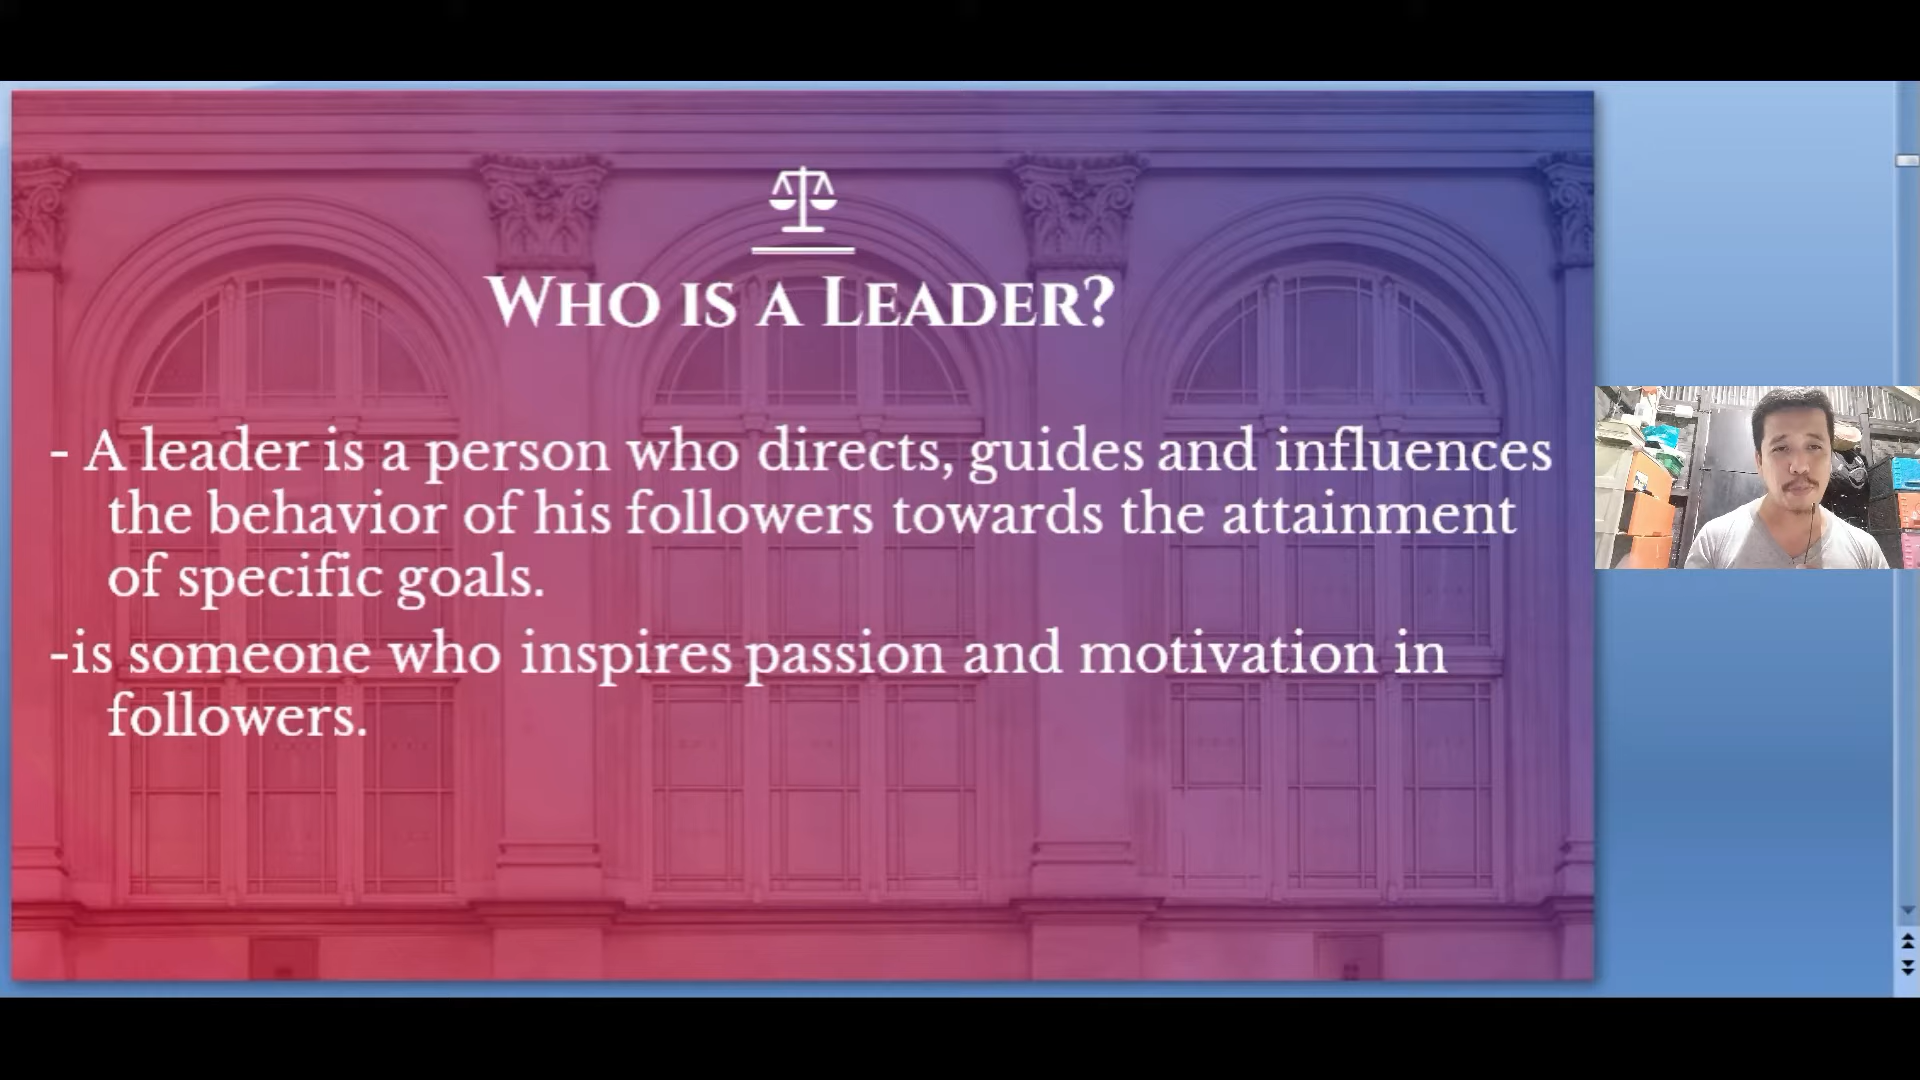 WHO IS A LEADER?
- A leader is a person who directs, guides and influences
the behavior of his followers towards the attainment
of specific goals.
-is someone who inspires passion and motivation in
followers.